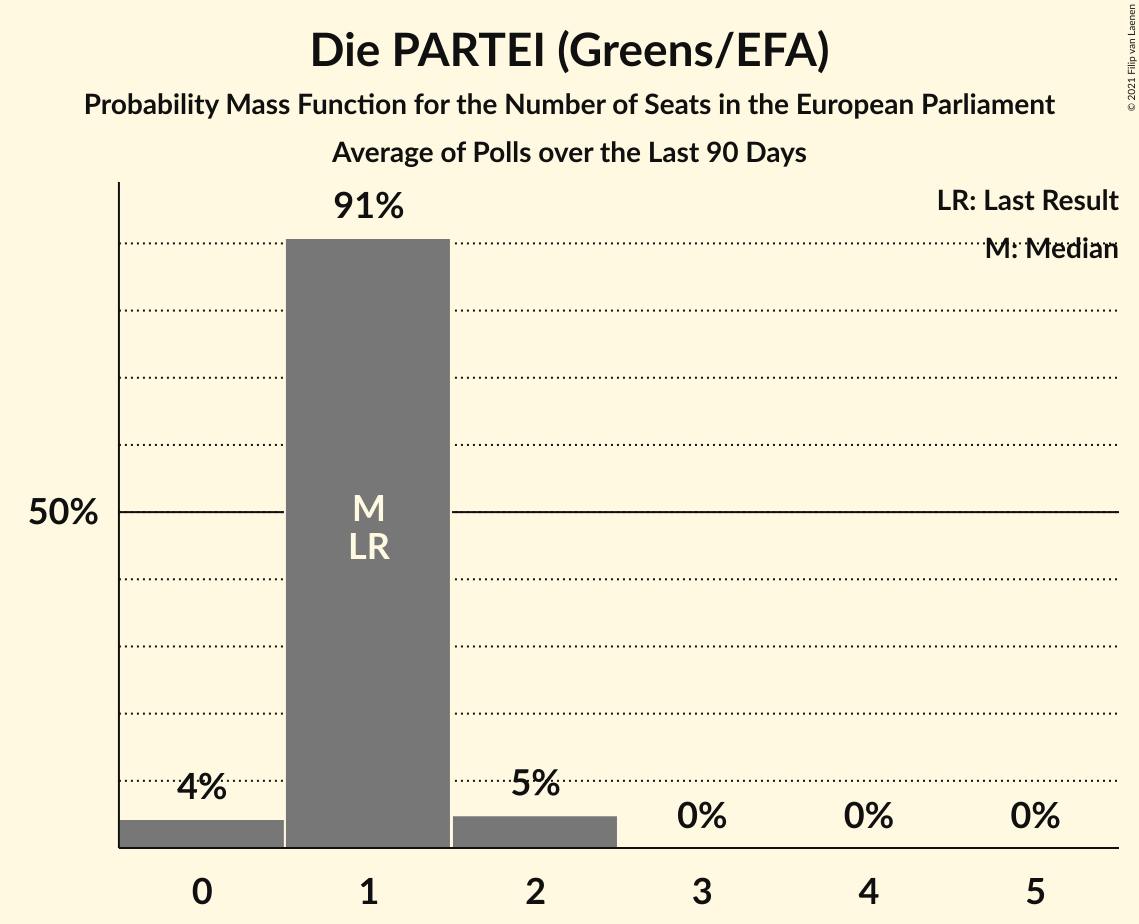 Die PARTEI (Greens/EFA)
Probability Mass Function for the Number of Seats in the European Parliament
Average of Polls over the Last 90 Days
© 2021 Filip van Laenen
LR: Last Result
M: Median
91%
50%
M
LR
4%
5%
0%
0%
0%
0
1
2
3
4
5